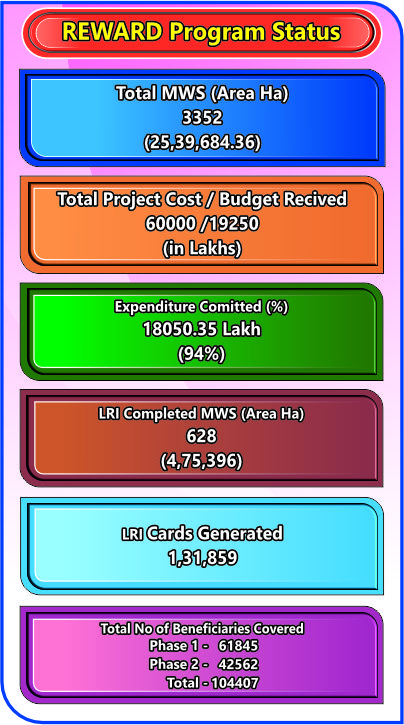 REWARD Program Status
Total MWS (Area Ha)
3352
(25,39,684.36)
Total Project Cost / Budget Recived
60000 /19250
(in Lakhs)
Expenditure Comitted (%)
18050.35 Lakh
(94%)
LRI Completed MWS (Area Ha)
628
(4,75,396)
LRI Cards Generated
1,31,859
Total No of Beneficiaries Covered
Phase 1 - 61845
Phase 2 - 42562
Total - 104407